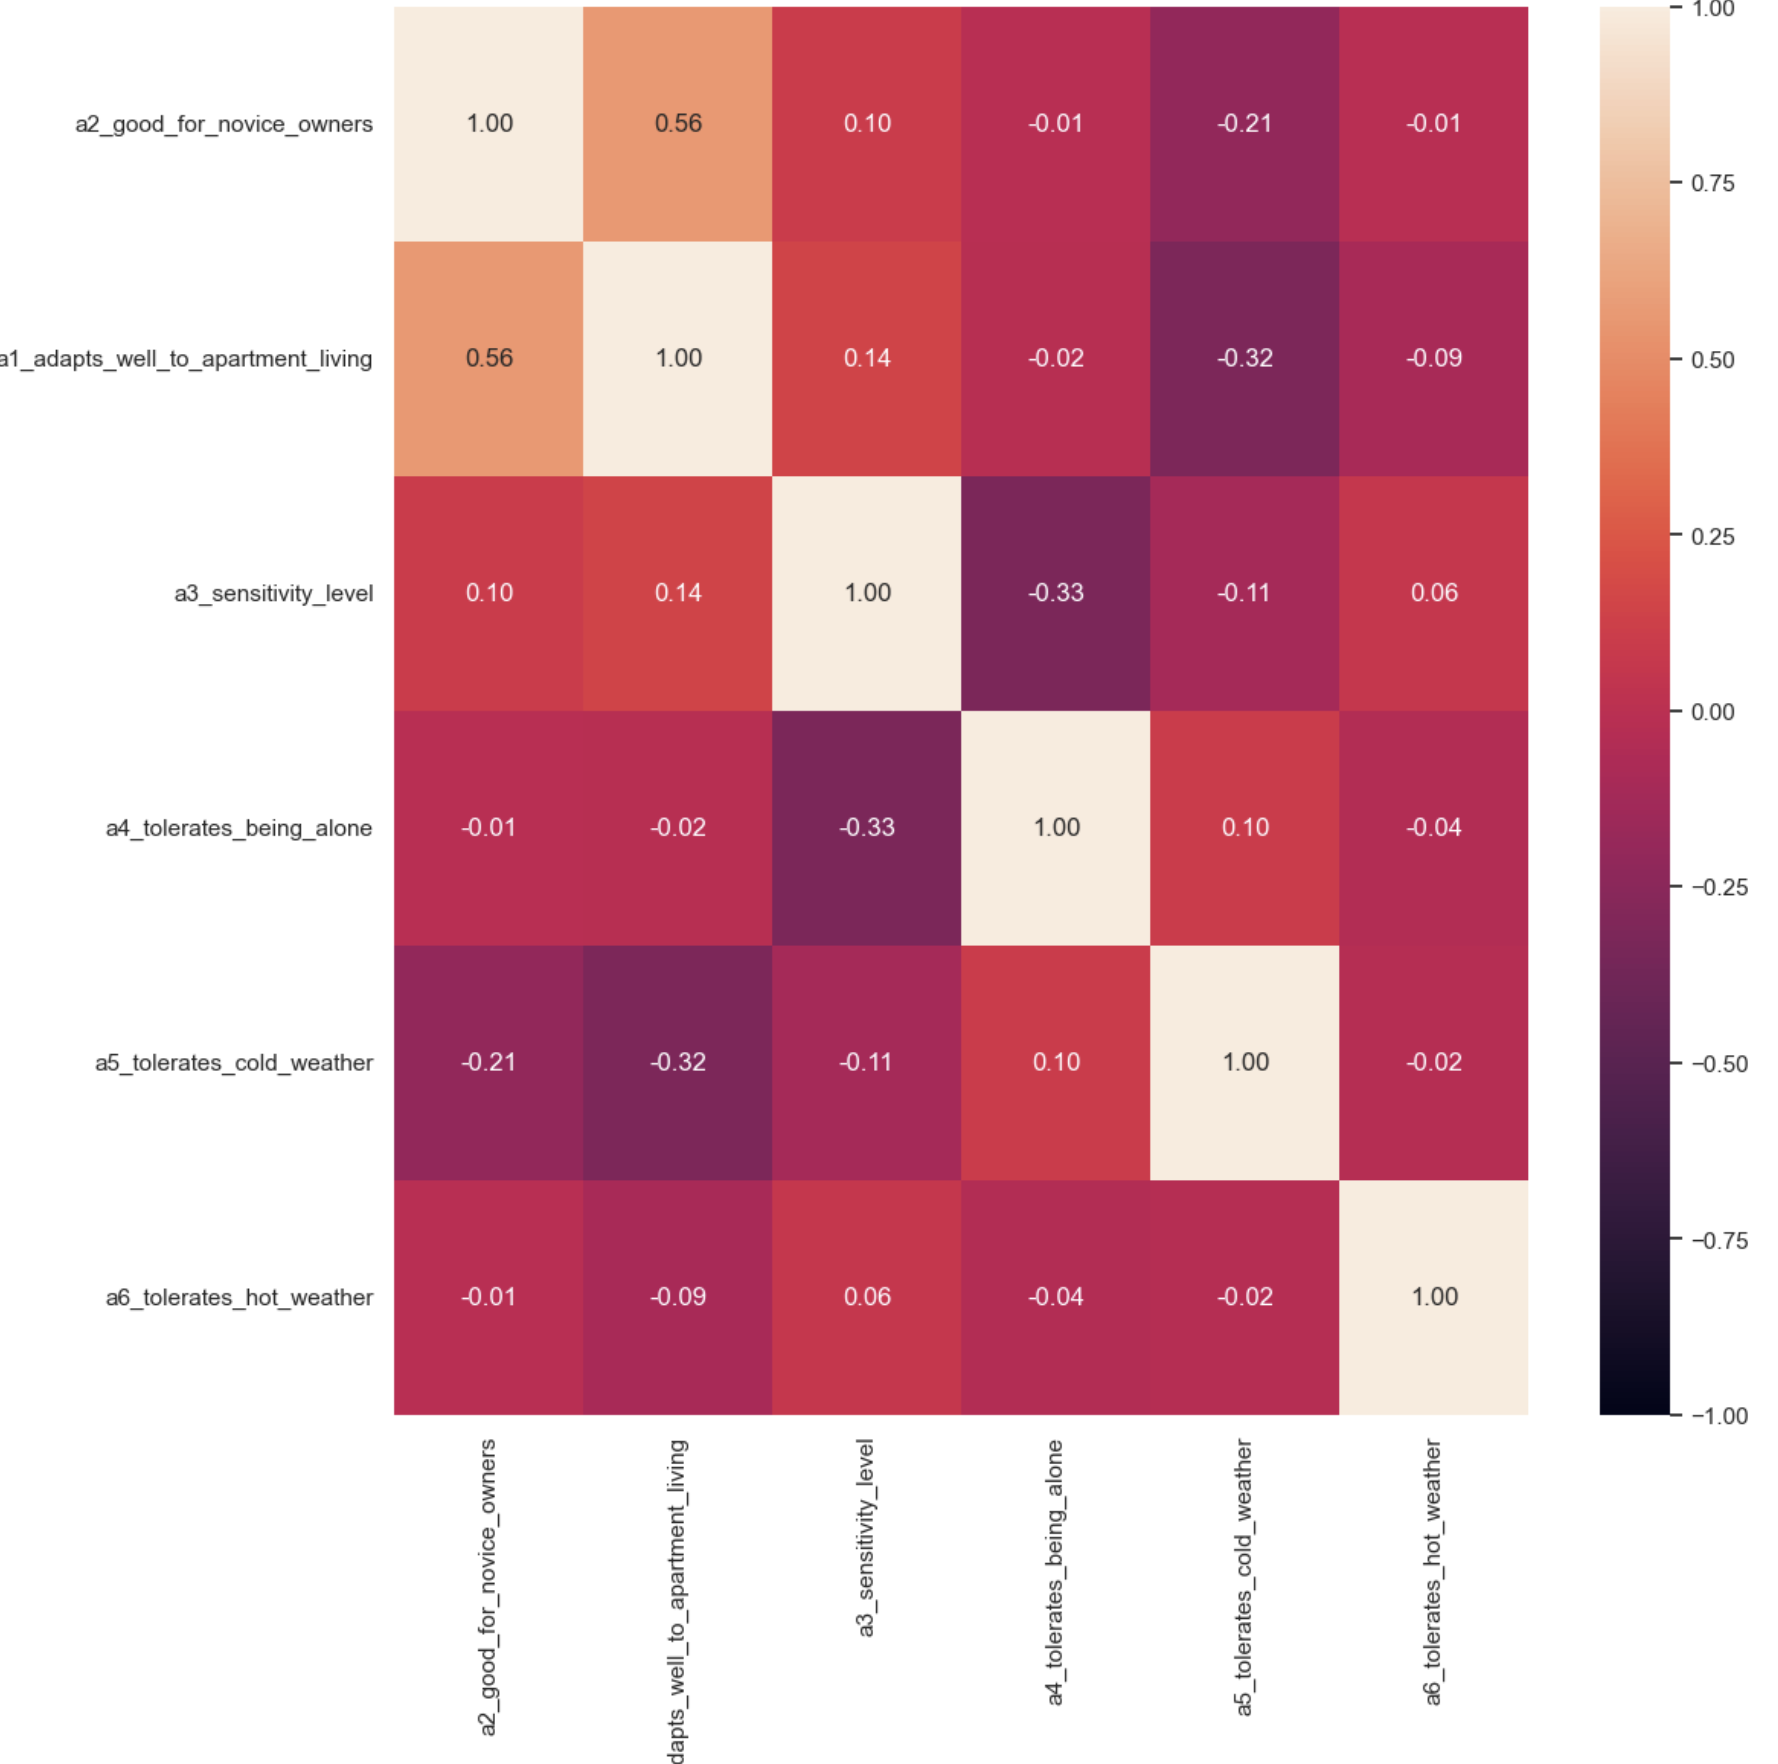 a2_good_for_novice_owners 1.00 0.56 0.10 -0.01 -0.21 -0.01
a1_adapts_well_to_apartment_living 0.56 1.00 0.14 -0.02 -0.32 -0.09
a3_sensitivity_level 0.10 0.14 1.00 -0.33 -0.11 0.06
a4_tolerates_being_alone -0.01 -0.02 -0.33 1.00 0.10 -0.04
a5_tolerates_cold_weather -0.21 -0.32 -0.11 0.10 1.00 -0.02
a6_tolerates_hot_weather -0.01 -0.09 0.06 -0.04 -0.02 1.00
a2_good_for_novice_owners
dapts_well_to_apartment_living
a3_sensitivity_level
a4_tolerates_being_alone
a5_tolerates_cold_weather
a6_tolerates_hot_weather
1.00
0.75
0.50
0.25
0.00
−0.25
−0.50
−0.75
−1.00